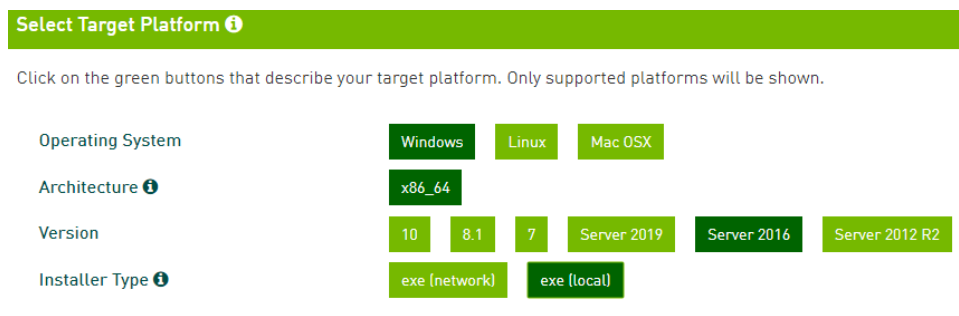 Select Target Platform
Click on the green buttons that describe your target platform. Only supported platforms will be shown.
Operating System Windows Linux Mac OSX
Architecture x86_64
Version 10 8.1 7 Server 2019 Server 2016 Server 2012 R2
Installer Type exe (network) exe (local)